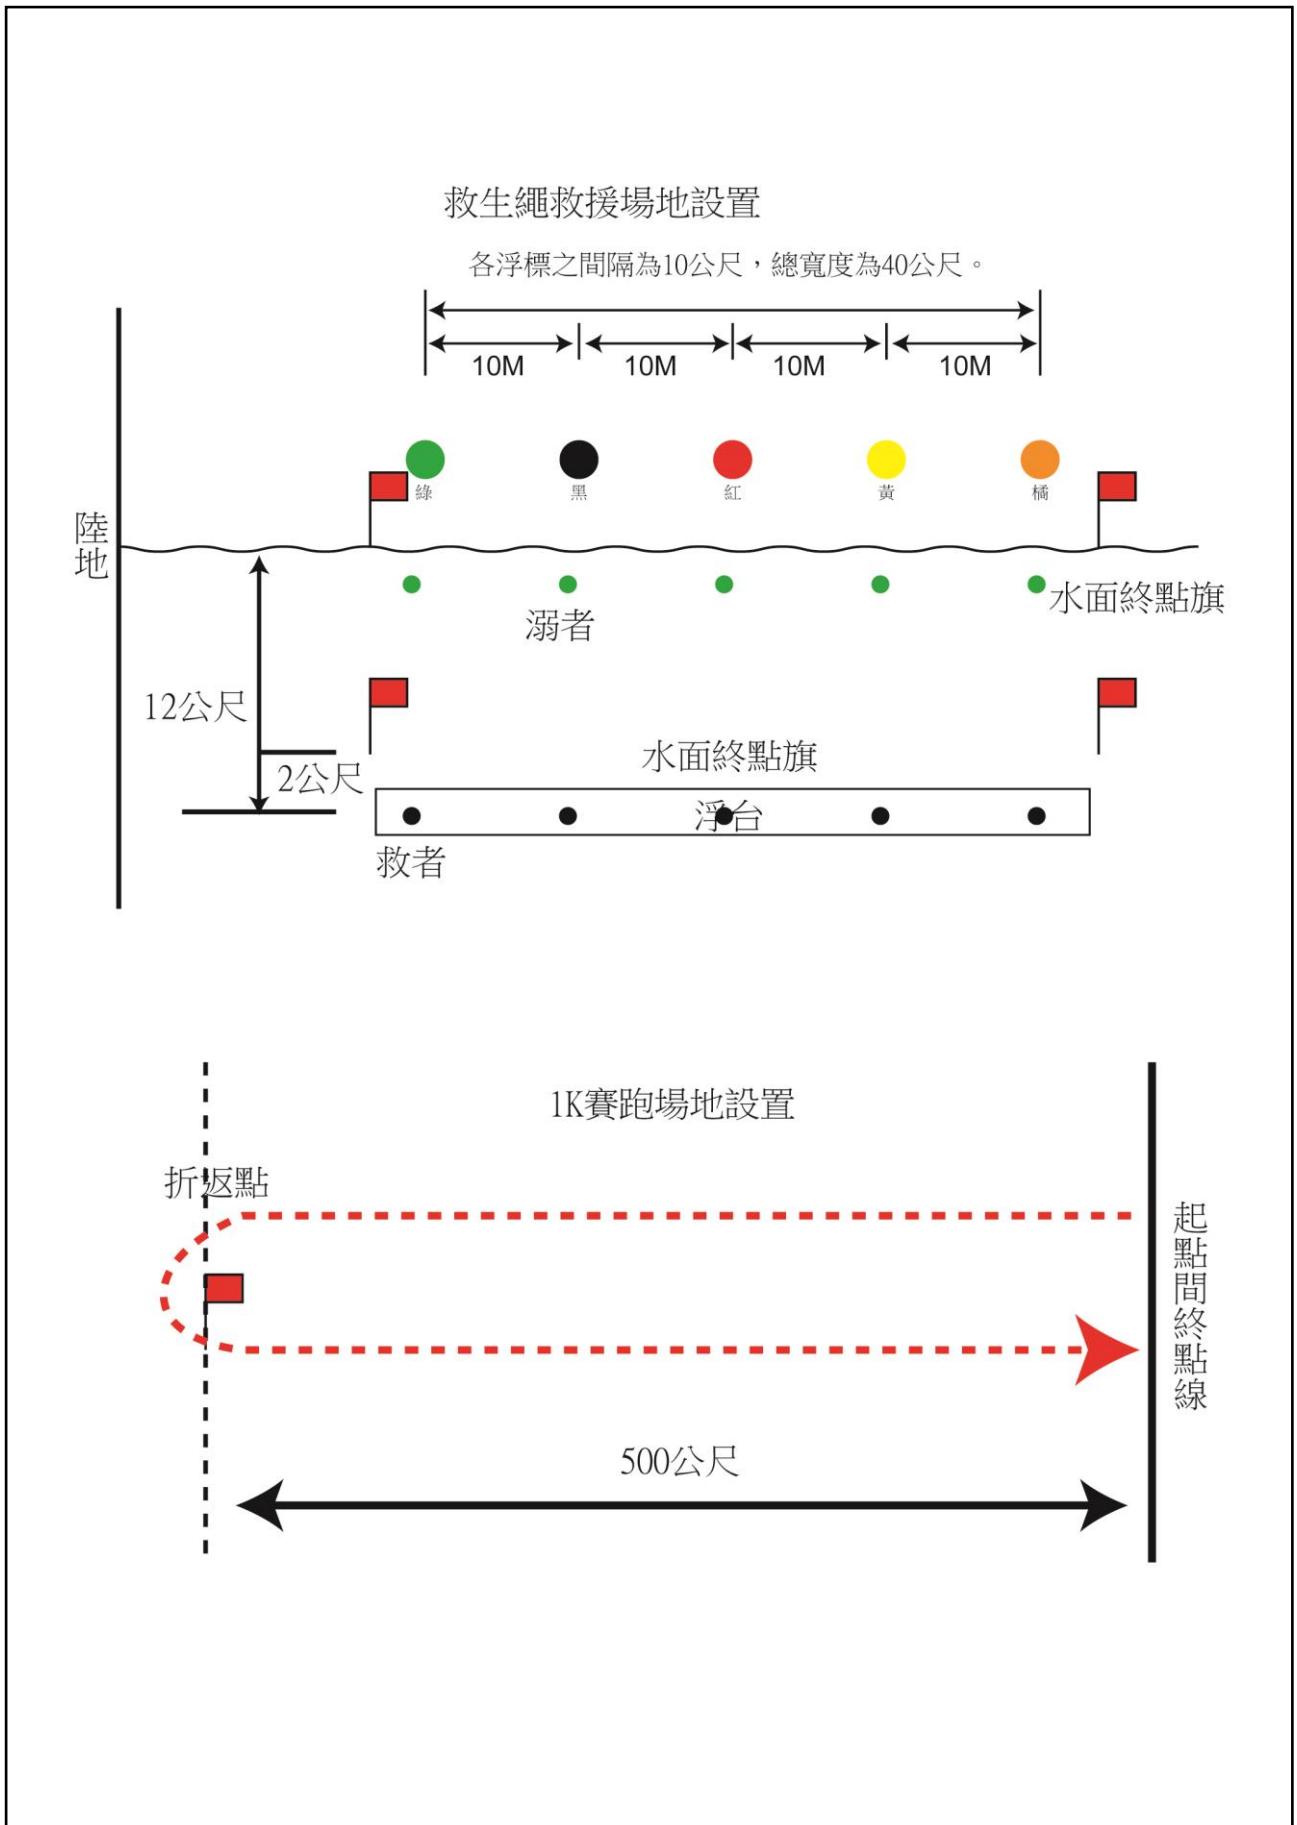 救生繩救援場地設置
各浮標之間隔為10公尺，總寬度為40公尺。
10M 10M 10M 10M
綠 黑 紅 黃 橘
陸地
水面終點旗
溺者
12公尺
水面終點旗
2公尺
浮台
救者
1K賽跑場地設置
折返點
起點間終點線
500公尺